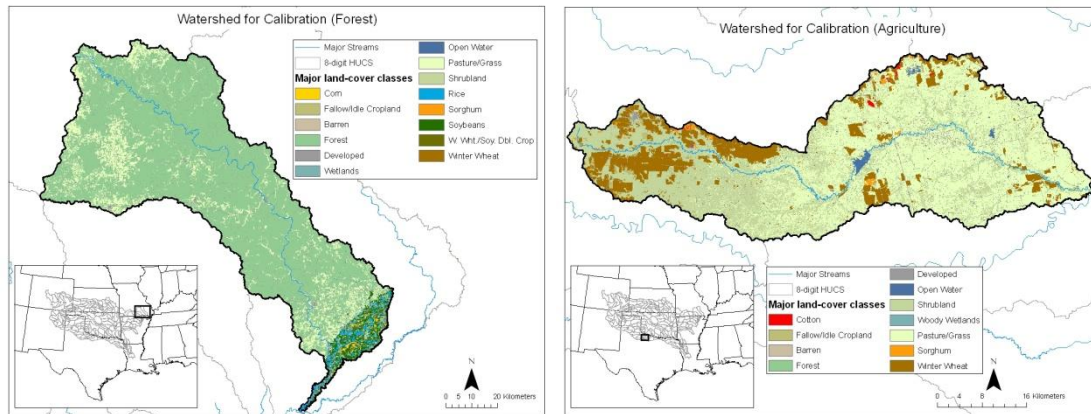 Watershed for Calibration (Forest)
Major Streams
8-digit HUCS
Major land-cover classes
Corn
Fallow/Idle Cropland
Barren
Forest
Developed
Wetlands
Open Water
Pasture/Grass
Shrubland
Rice
Sorghum
Soybeans
W. Wht./Soy. Dbl. Crop
Winter Wheat
N
0 5 10 20 Kilometers
Watershed for Calibration (Agriculture)
Major Streams
8-digit HUCS
Major land-cover classes
Cotton
Fallow/Idle Cropland
Barren
Forest
Developed
Open Water
Shrubland
Woody Wetlands
Pasture/Grass
Sorghum
Winter Wheat
N
0 4 8 16 Kilometers